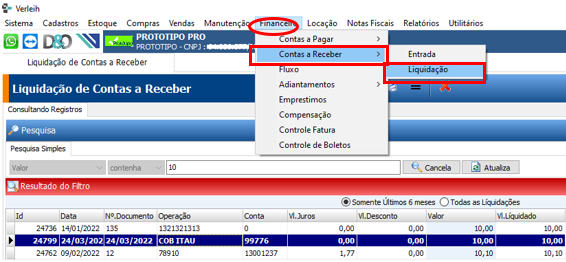 Verleih
Sistema Cadastros Estoque Compras Vendas Manutenção Financeiro Locação Notas Fiscais Relatórios Utilitários
PROTOTIPO PRO
PROTOTIPO - CNPJ :
Contas a Pagar
Contas a Receber
Fluxo
Adiantamentos
Emprestimos
Compensação
Controle Fatura
Controle de Boletos
Entrada
Liquidação
Liquidação de Contas a Receber
Liquidação de Contas a Receber
Consultando Registros
Pesquisa
Pesquisa Simples
Valor contenha 10 Cancela Atualiza
Resultado do Filtro
Somente Últimos 6 meses Todas as Líquidações
Id Data Nº.Documento Operação Conta Vl.Juros Vl.Desconto Valor Vl.Líquidado
24736 14/01/2022 135 1321321313 0 0,00 0,00 10,00 10,00
24799 24/03/202 24/03/2022 COB ITAU 99776 0,00 0,00 10,00 10,00
24762 09/02/2022 12 78910 13001237 1,77 0,00 10,10 10,10